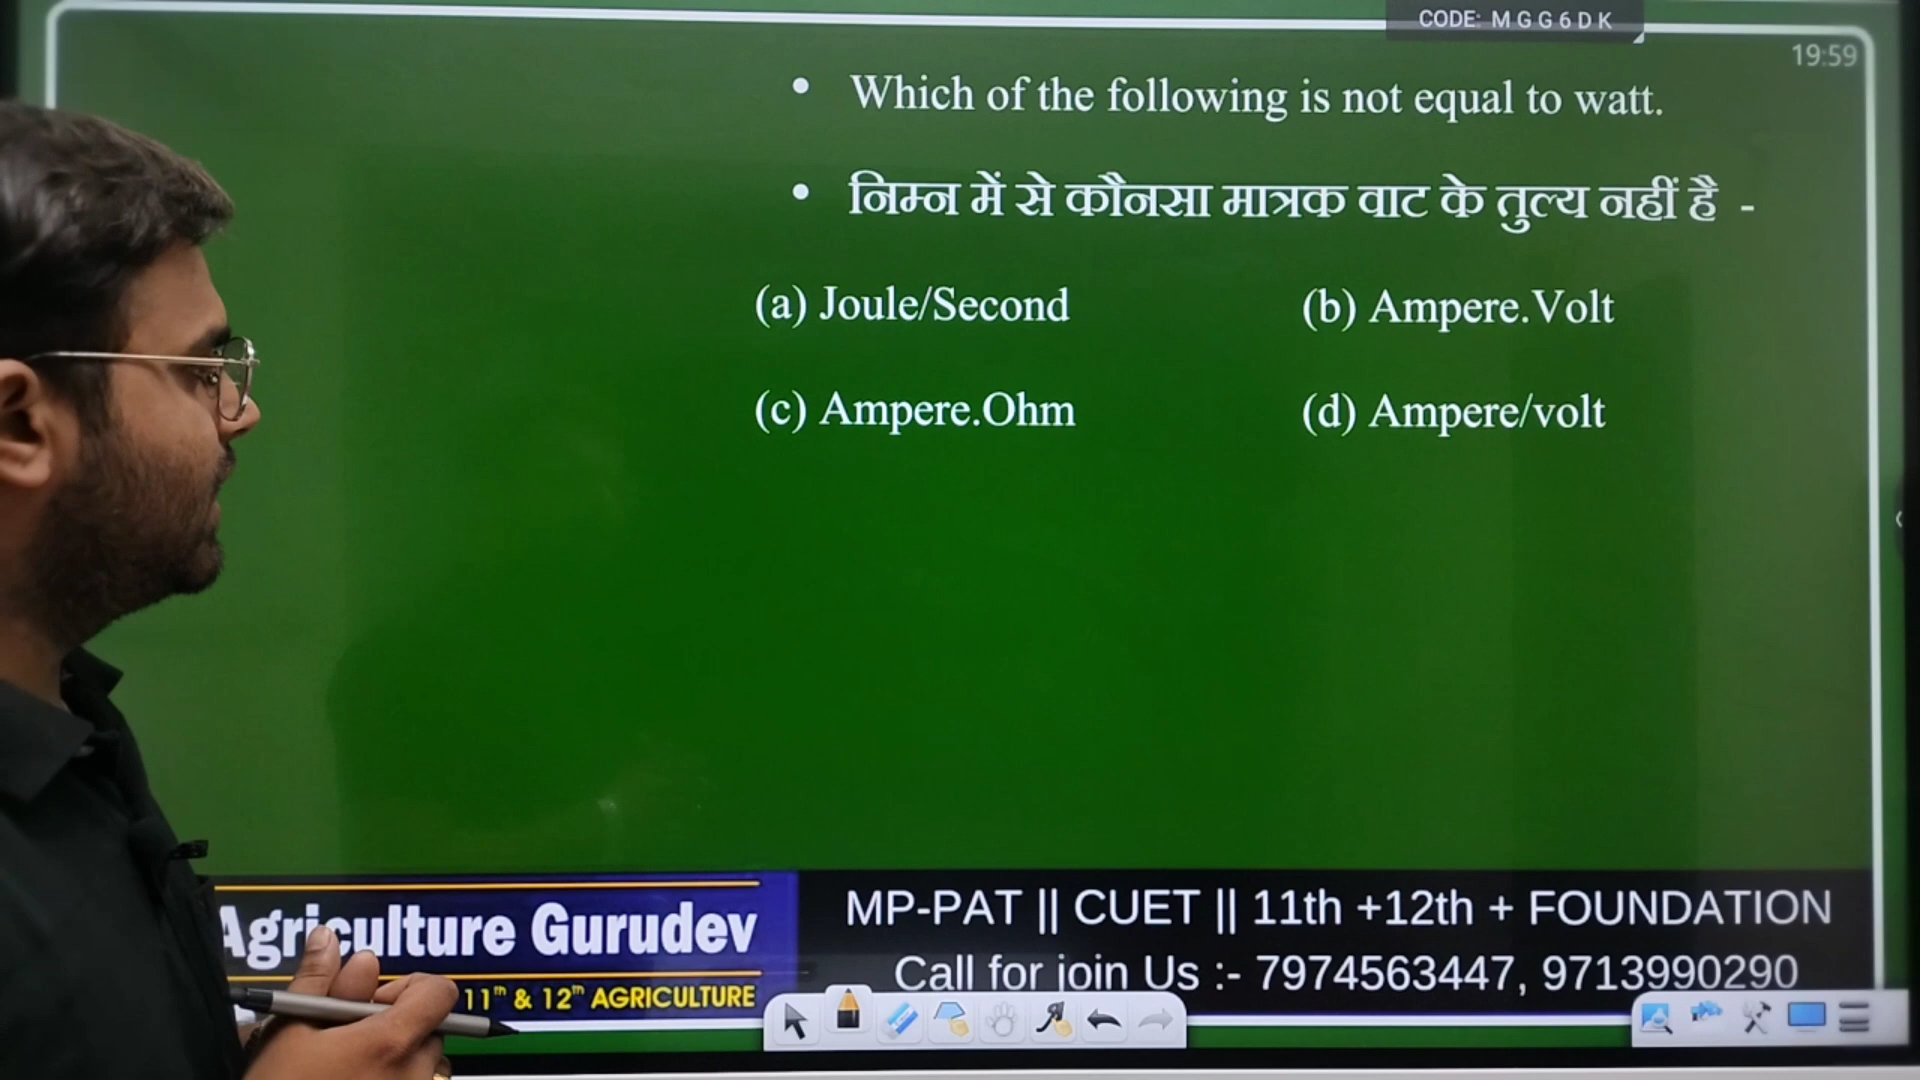 CODE: M G G 6 D K
19:59
• Which of the following is not equal to watt.
• निम्न में से कौनसा मात्रक वाट के तुल्य नहीं है -
(a) Joule/Second
(b) Ampere.Volt
(c) Ampere.Ohm
(d) Ampere/volt
Agriculture Gurudev
11th & 12th AGRICULTURE
MP-PAT || CUET || 11th +12th + FOUNDATION
Call for join Us :- 7974563447, 9713990290